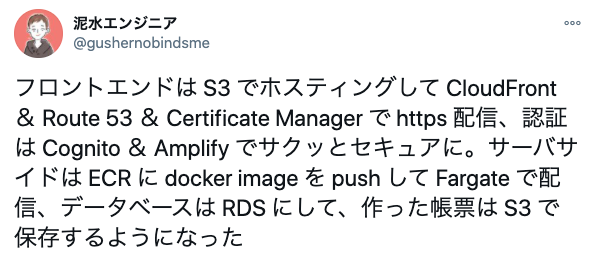 泥水エンジニア
@gushernobindsme
フロントエンドは S3 でホスティングして CloudFront
& Route 53 & Certificate Manager で https 配信、認証
は Cognito & Amplify でサクッとセキュアに。サーバサ
イドは ECR に docker image を push して Fargate で配
信、データベースは RDS にして、作った帳票は S3 で
保存するようになった